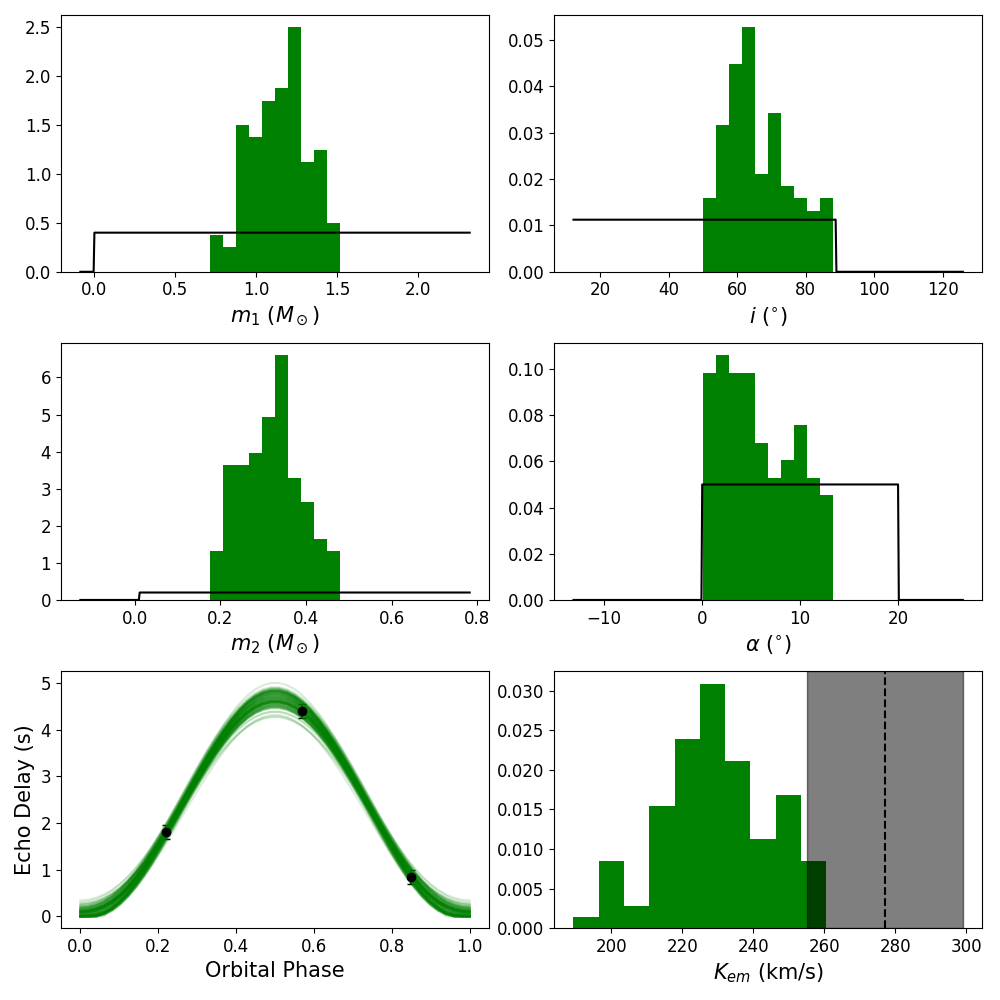 2.5
2.0
1.5
1.0
0.5
0.0
0.0 0.5 1.0 1.5 2.0
m₁ (M⊙)
0.05
0.04
0.03
0.02
0.01
0.00
20 40 60 80 100 120
i (°)
6
5
4
3
2
1
0
0.0 0.2 0.4 0.6 0.8
m₂ (M⊙)
0.10
0.08
0.06
0.04
0.02
0.00
−10 0 10 20
α (°)
Echo Delay (s)
5
4
3
2
1
0
0.0 0.2 0.4 0.6 0.8 1.0
Orbital Phase
0.030
0.025
0.020
0.015
0.010
0.005
0.000
200 220 240 260 280 300
Kₑₘ (km/s)